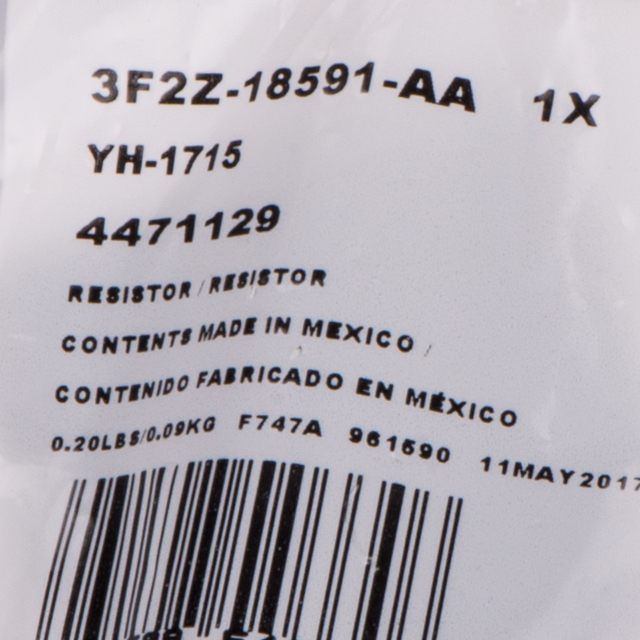 3F2Z-18591-AA 1X
YH-1715
4471129
RESISTOR/RESISTOR
CONTENTS MADE IN MEXICO /
CONTENIDO FABRICADO EN MÉXICO
0.20LBS/0.09KG F747A 961590 11MAY2017